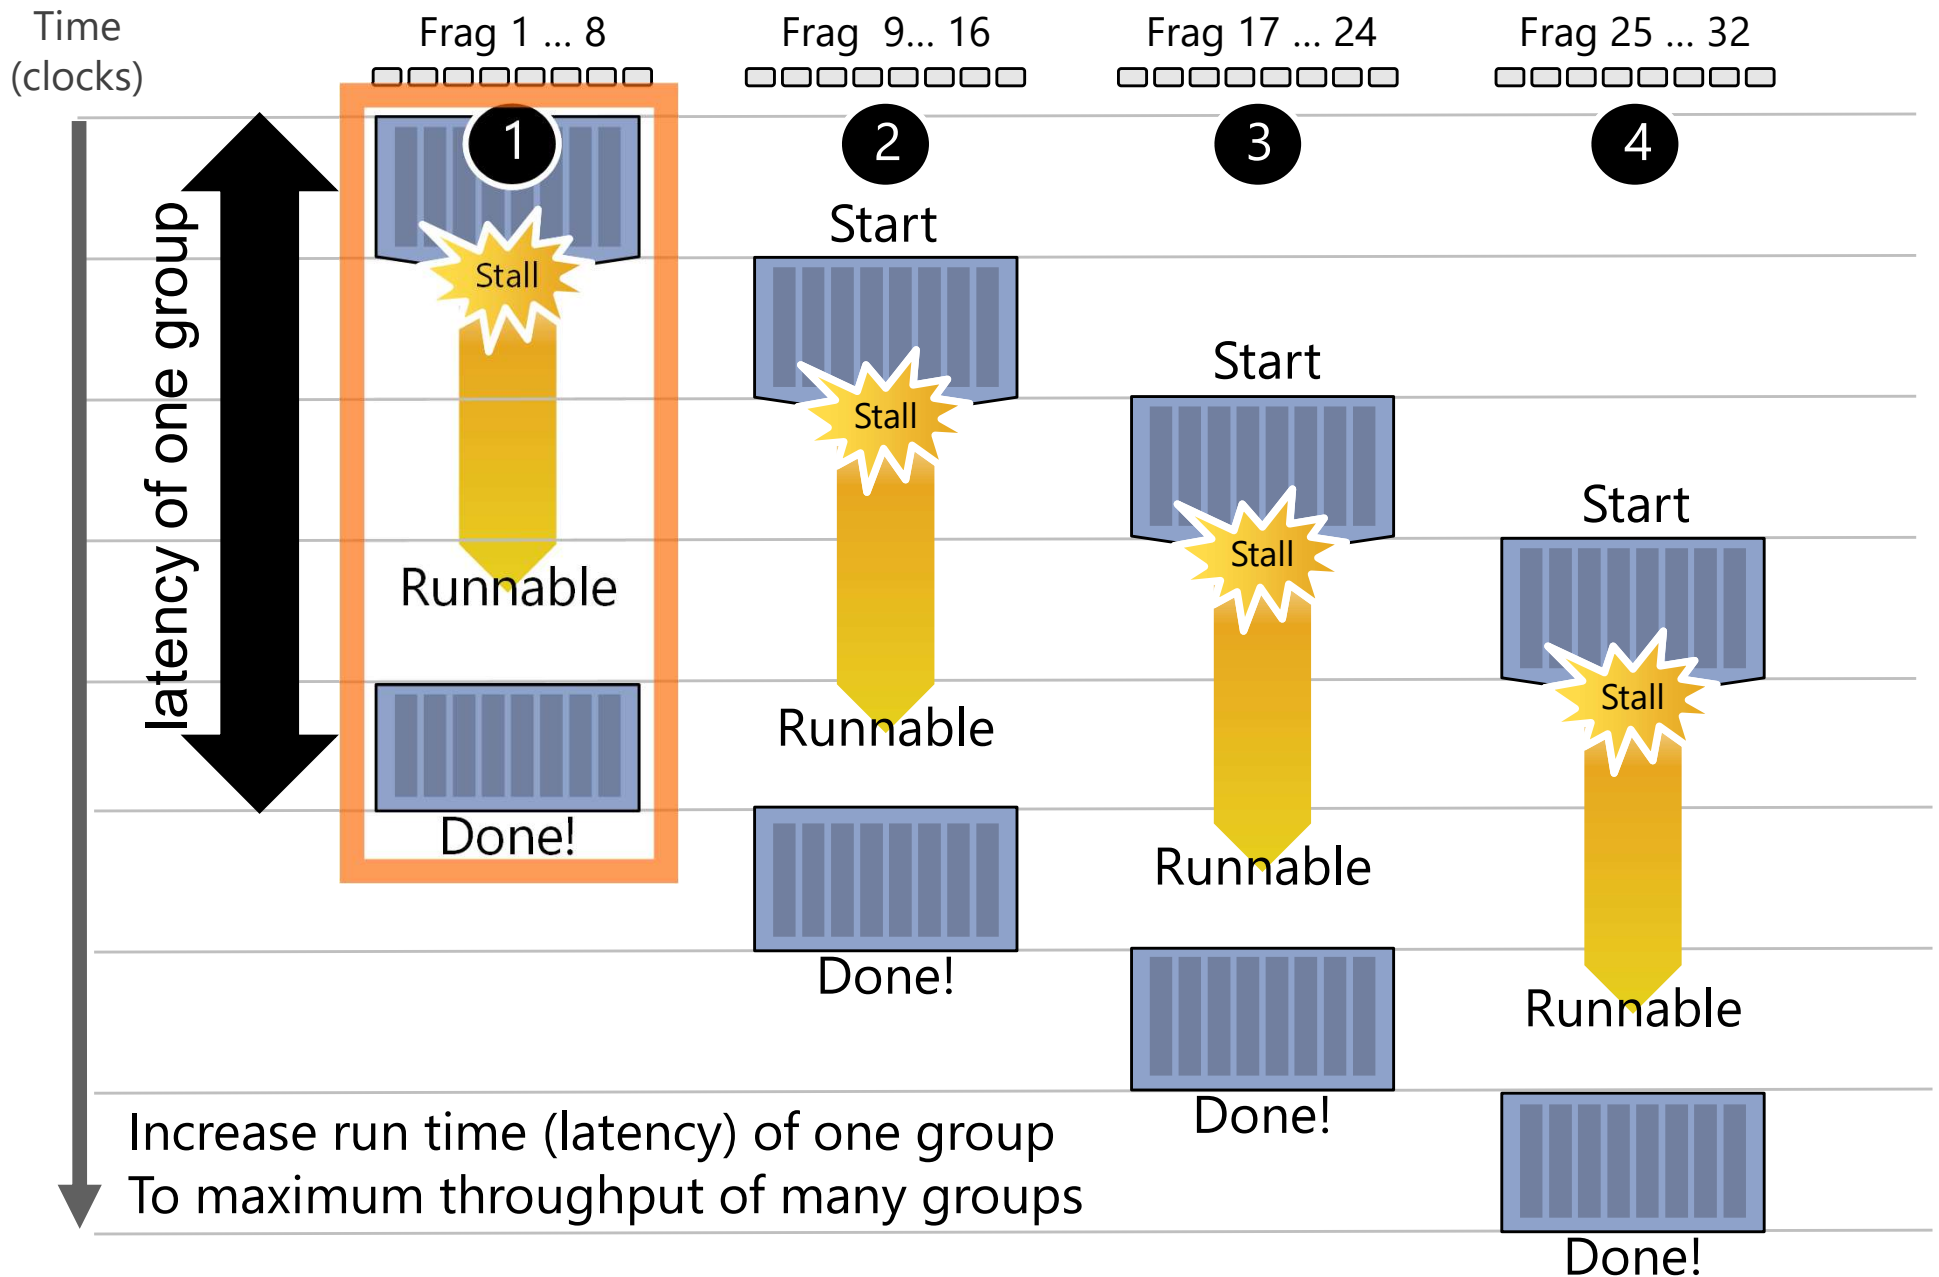 Time
(clocks)
Frag 1 ... 8
Frag 9... 16
Frag 17 ... 24
Frag 25 ... 32
1
2
3
4
latency of one group
Stall
Runnable
Done!
Start
Stall
Runnable
Done!
Start
Stall
Runnable
Done!
Start
Stall
Runnable
Done!
Increase run time (latency) of one group
To maximum throughput of many groups